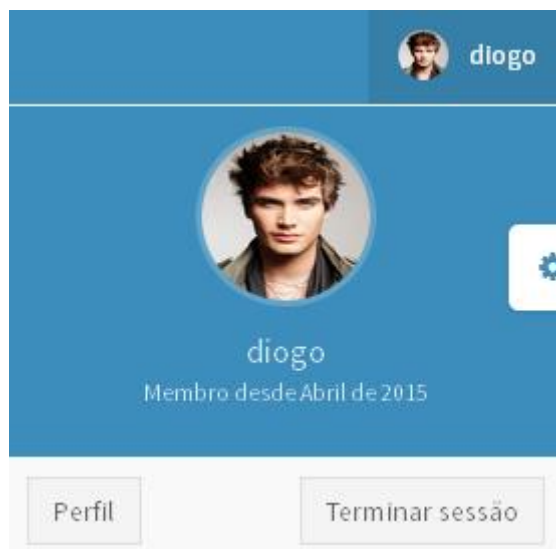 diogo
diogo
Membro desde Abril de 2015
Perfil
Terminar sessão